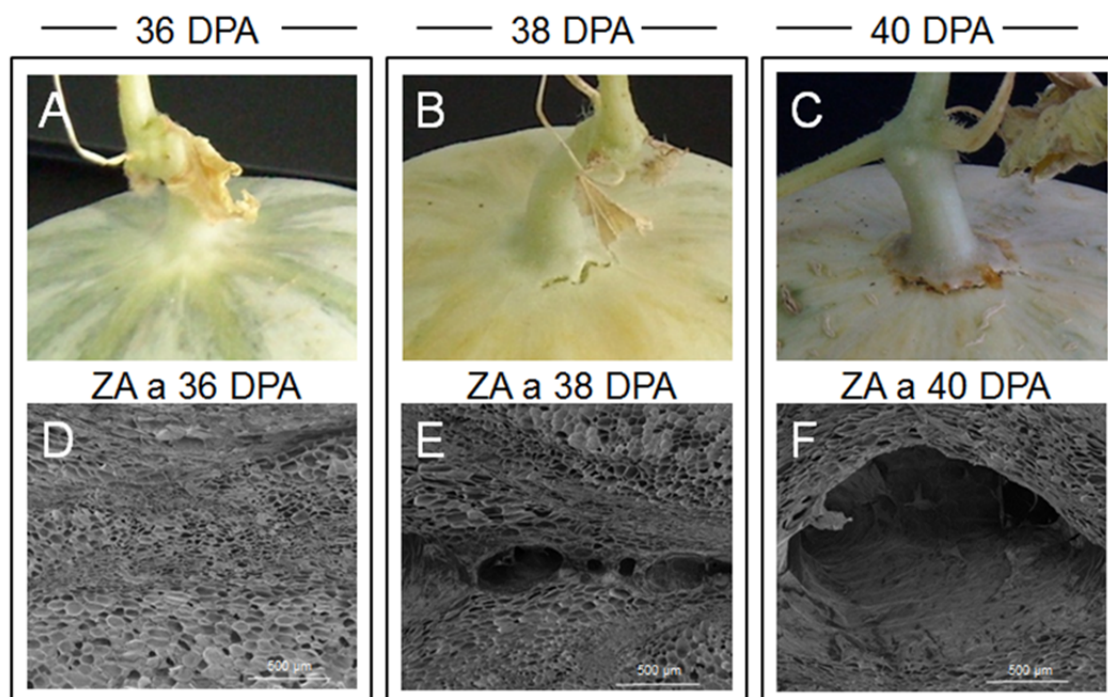 36 DPA
38 DPA
40 DPA
A
B
C
ZA a 36 DPA
ZA a 38 DPA
ZA a 40 DPA
D
E
F
500 µm
500 µm
500 µm